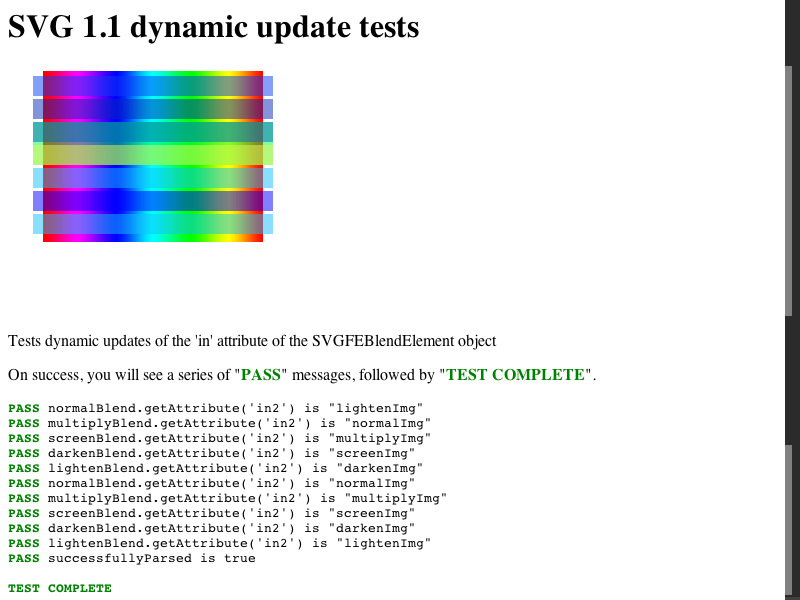 SVG 1.1 dynamic update tests
Tests dynamic updates of the 'in' attribute of the SVGFEBlendElement object
On success, you will see a series of "PASS" messages, followed by "TEST COMPLETE".
PASS normalBlend.getAttribute('in2') is "lightenImg"
PASS multiplyBlend.getAttribute('in2') is "normalImg"
PASS screenBlend.getAttribute('in2') is "multiplyImg"
PASS darkenBlend.getAttribute('in2') is "screenImg"
PASS lightenBlend.getAttribute('in2') is "darkenImg"
PASS normalBlend.getAttribute('in2') is "normalImg"
PASS multiplyBlend.getAttribute('in2') is "multiplyImg"
PASS screenBlend.getAttribute('in2') is "screenImg"
PASS darkenBlend.getAttribute('in2') is "darkenImg"
PASS lightenBlend.getAttribute('in2') is "lightenImg"
PASS successfullyParsed is true
TEST COMPLETE